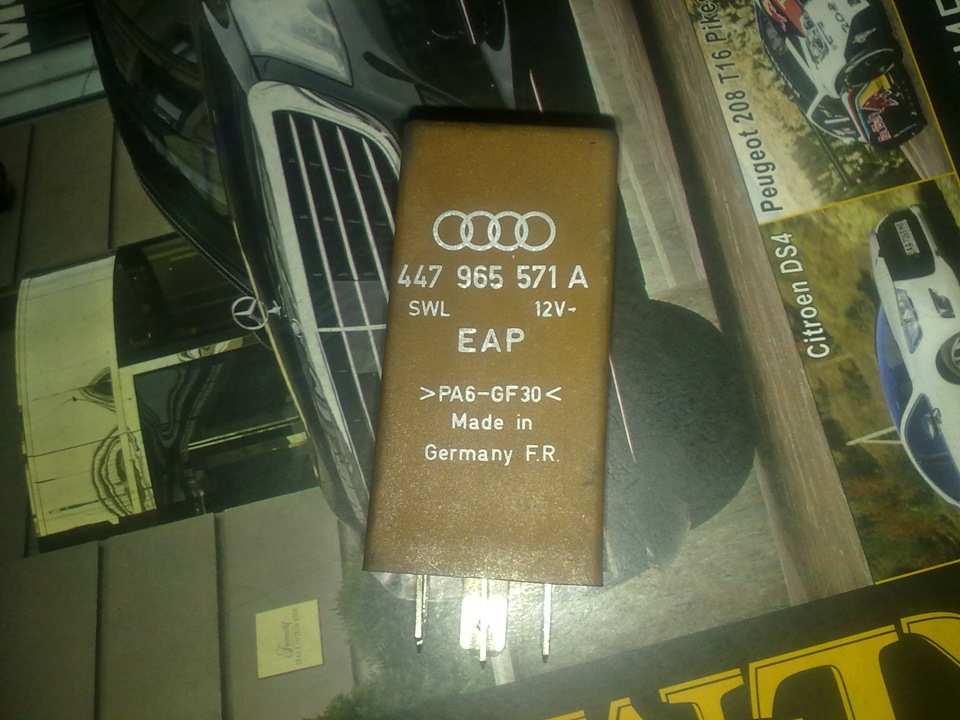 447 965 571 A
SWL 12V~
EAP
>PA6-GF30<
Made in
Germany F.R.
Peugeot 208 T16 Pikes
Citroen DS4